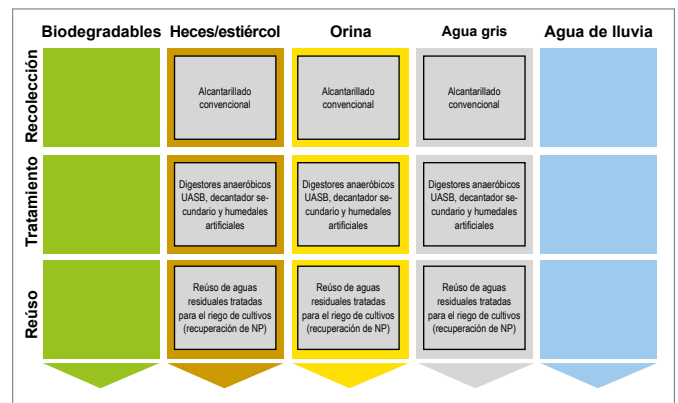 Biodegradables Heces/estiércol Orina Agua gris Agua de lluvia
Recolección
Alcantarillado
convencional
Alcantarillado
convencional
Alcantarillado
convencional
Tratamiento
Digestores anaeróbicos
UASB, decantador se-
cundario y humedales
artificiales
Digestores anaeróbicos
UASB, decantador se-
cundario y humedales
artificiales
Digestores anaeróbicos
UASB, decantador se-
cundario y humedales
artificiales
Reúso
Reúso de aguas
residuales tratadas
para el riego de cultivos
(recuperación de NP)
Reúso de aguas
residuales tratadas
para el riego de cultivos
(recuperación de NP)
Reúso de aguas
residuales tratadas
para el riego de cultivos
(recuperación de NP)